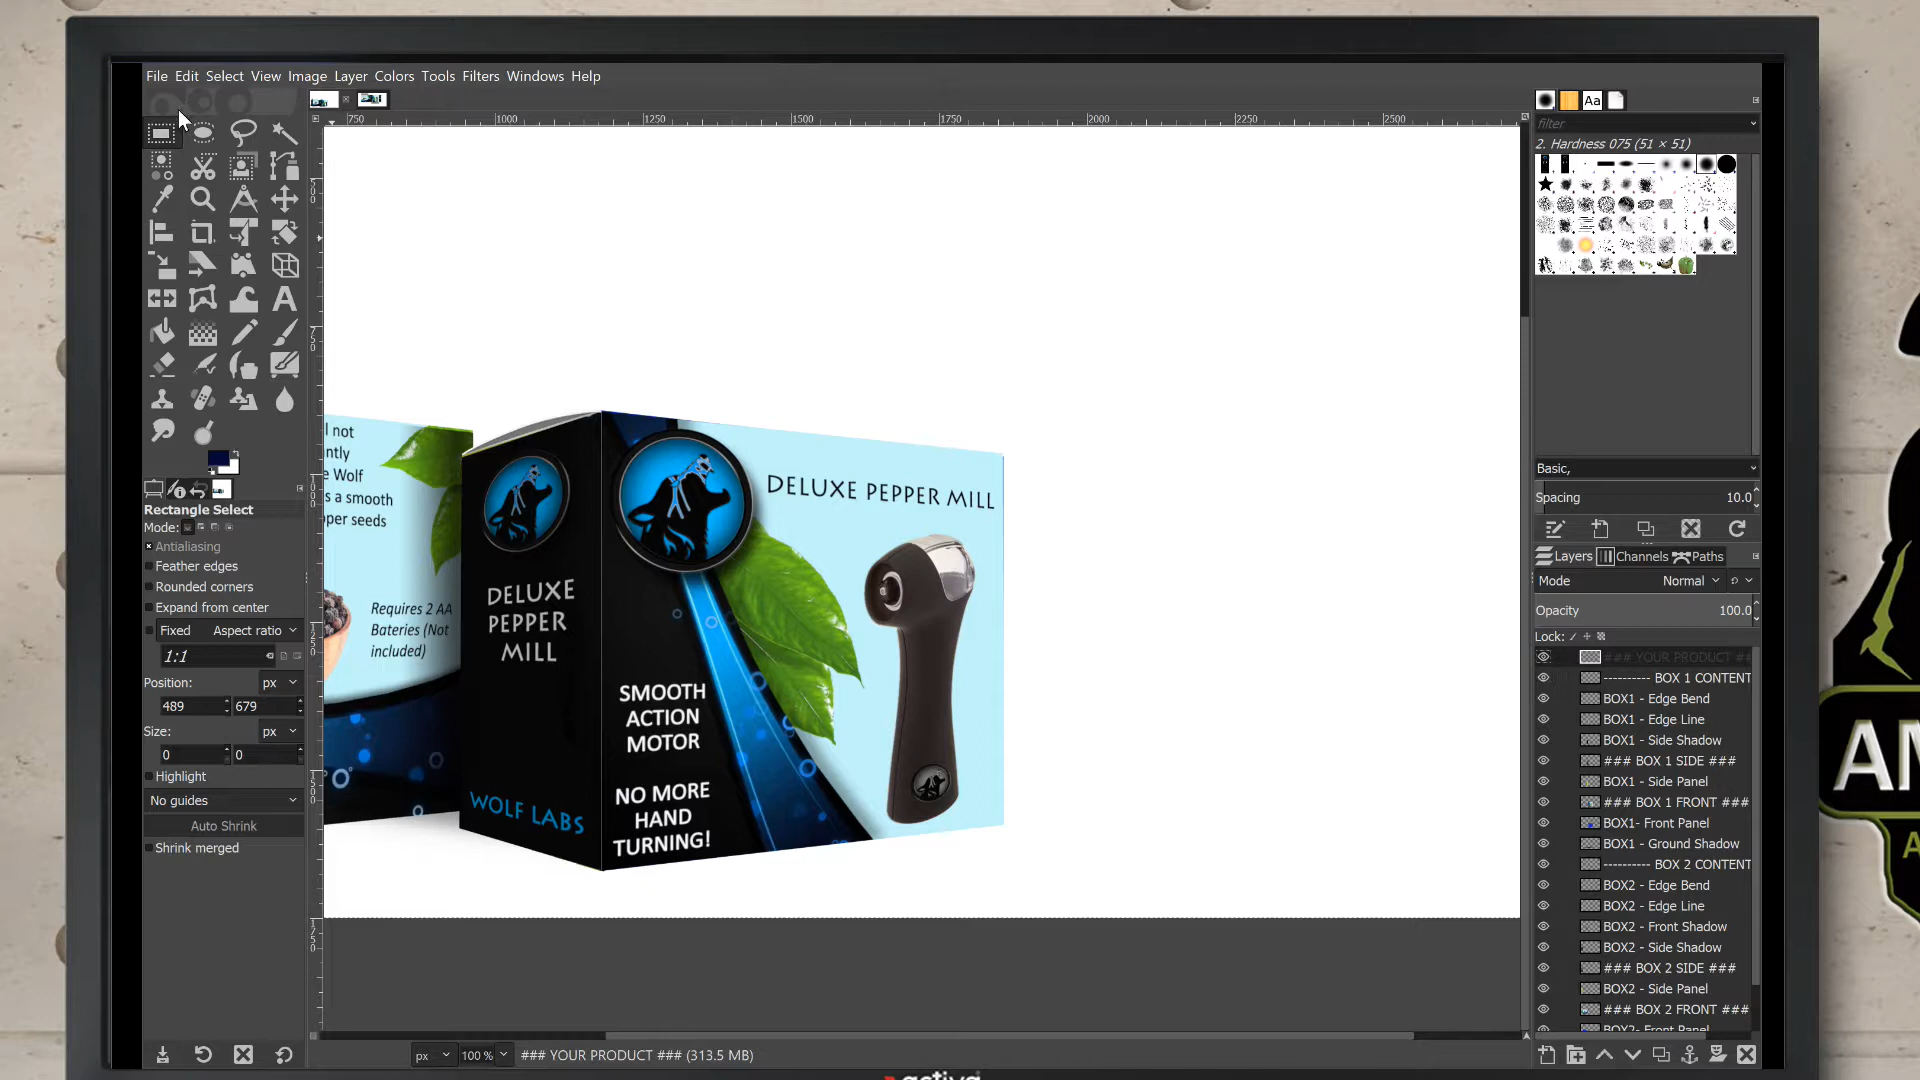 File Edit Select View Image Layer Colors Tools Filters Windows Help
750 1000 1250 1500 1750 2000 2250 2500
filter
2. Hardness 075 (51 × 51)
Basic,
Spacing 10.0
Layers Channels Paths
Mode Normal
Opacity 100.0
Lock:
### YOUR PRODUCT ##
---------- BOX 1 CONTENT
BOX1 - Edge Bend
BOX1 - Edge Line
BOX1 - Side Shadow
### BOX 1 SIDE ###
BOX1 - Side Panel
### BOX 1 FRONT ###
BOX1- Front Panel
BOX1 - Ground Shadow
---------- BOX 2 CONTENT
BOX2 - Edge Bend
BOX2 - Edge Line
BOX2 - Front Shadow
BOX2 - Side Shadow
### BOX 2 SIDE ###
BOX2 - Side Panel
### BOX 2 FRONT ###
BOX2- Front Panel
Rectangle Select
Mode:
Antialiasing
Feather edges
Rounded corners
Expand from center
Fixed Aspect ratio
1:1
Position: px
489 679
Size: px
0 0
Highlight
No guides
Auto Shrink
Shrink merged
l not
ntly
e Wolf
s a smooth
per seeds
Requires 2 AA
Bateries (Not
included)
DELUXE
PEPPER
MILL
WOLF LABS
DELUXE PEPPER MILL
SMOOTH
ACTION
MOTOR
NO MORE
HAND
TURNING!
px 100 % ### YOUR PRODUCT ### (313.5 MB)
AM
activa